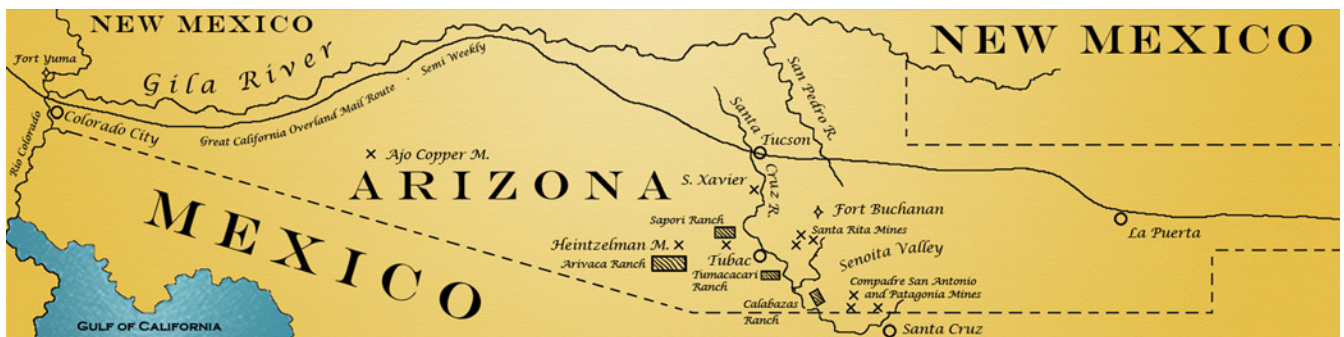 NEW MEXICO
NEW MEXICO
Fort Yuma
Gila River
San Pedro R.
Great California Overland Mail Route - Semi Weekly
Santa Cruz R.
Colorado City
Rio Colorado
Tucson
Ajo Copper M.
ARIZONA
S. Xavier
MEXICO
Fort Buchanan
Sapori Ranch
Santa Rita Mines
La Puerta
Heintzelman M.
Tubac
Senoita Valley
Arivaca Ranch
Tumacacari
Ranch
Compadre San Antonio
and Patagonia Mines
Calabazas
Ranch
GULF OF CALIFORNIA
Santa Cruz